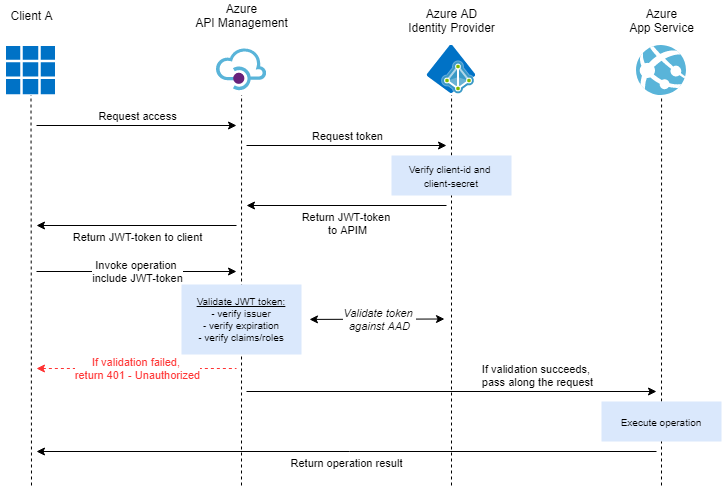 Client A
Azure
API Management
Azure AD
Identity Provider
Azure
App Service
Request access
Request token
Verify client-id and
client-secret
Return JWT-token
to APIM
Return JWT-token to client
Invoke operation
include JWT-token
Validate JWT token:
- verify issuer
- verify expiration
- verify claims/roles
Validate token
against AAD
If validation failed,
return 401 - Unauthorized
If validation succeeds,
pass along the request
Execute operation
Return operation result